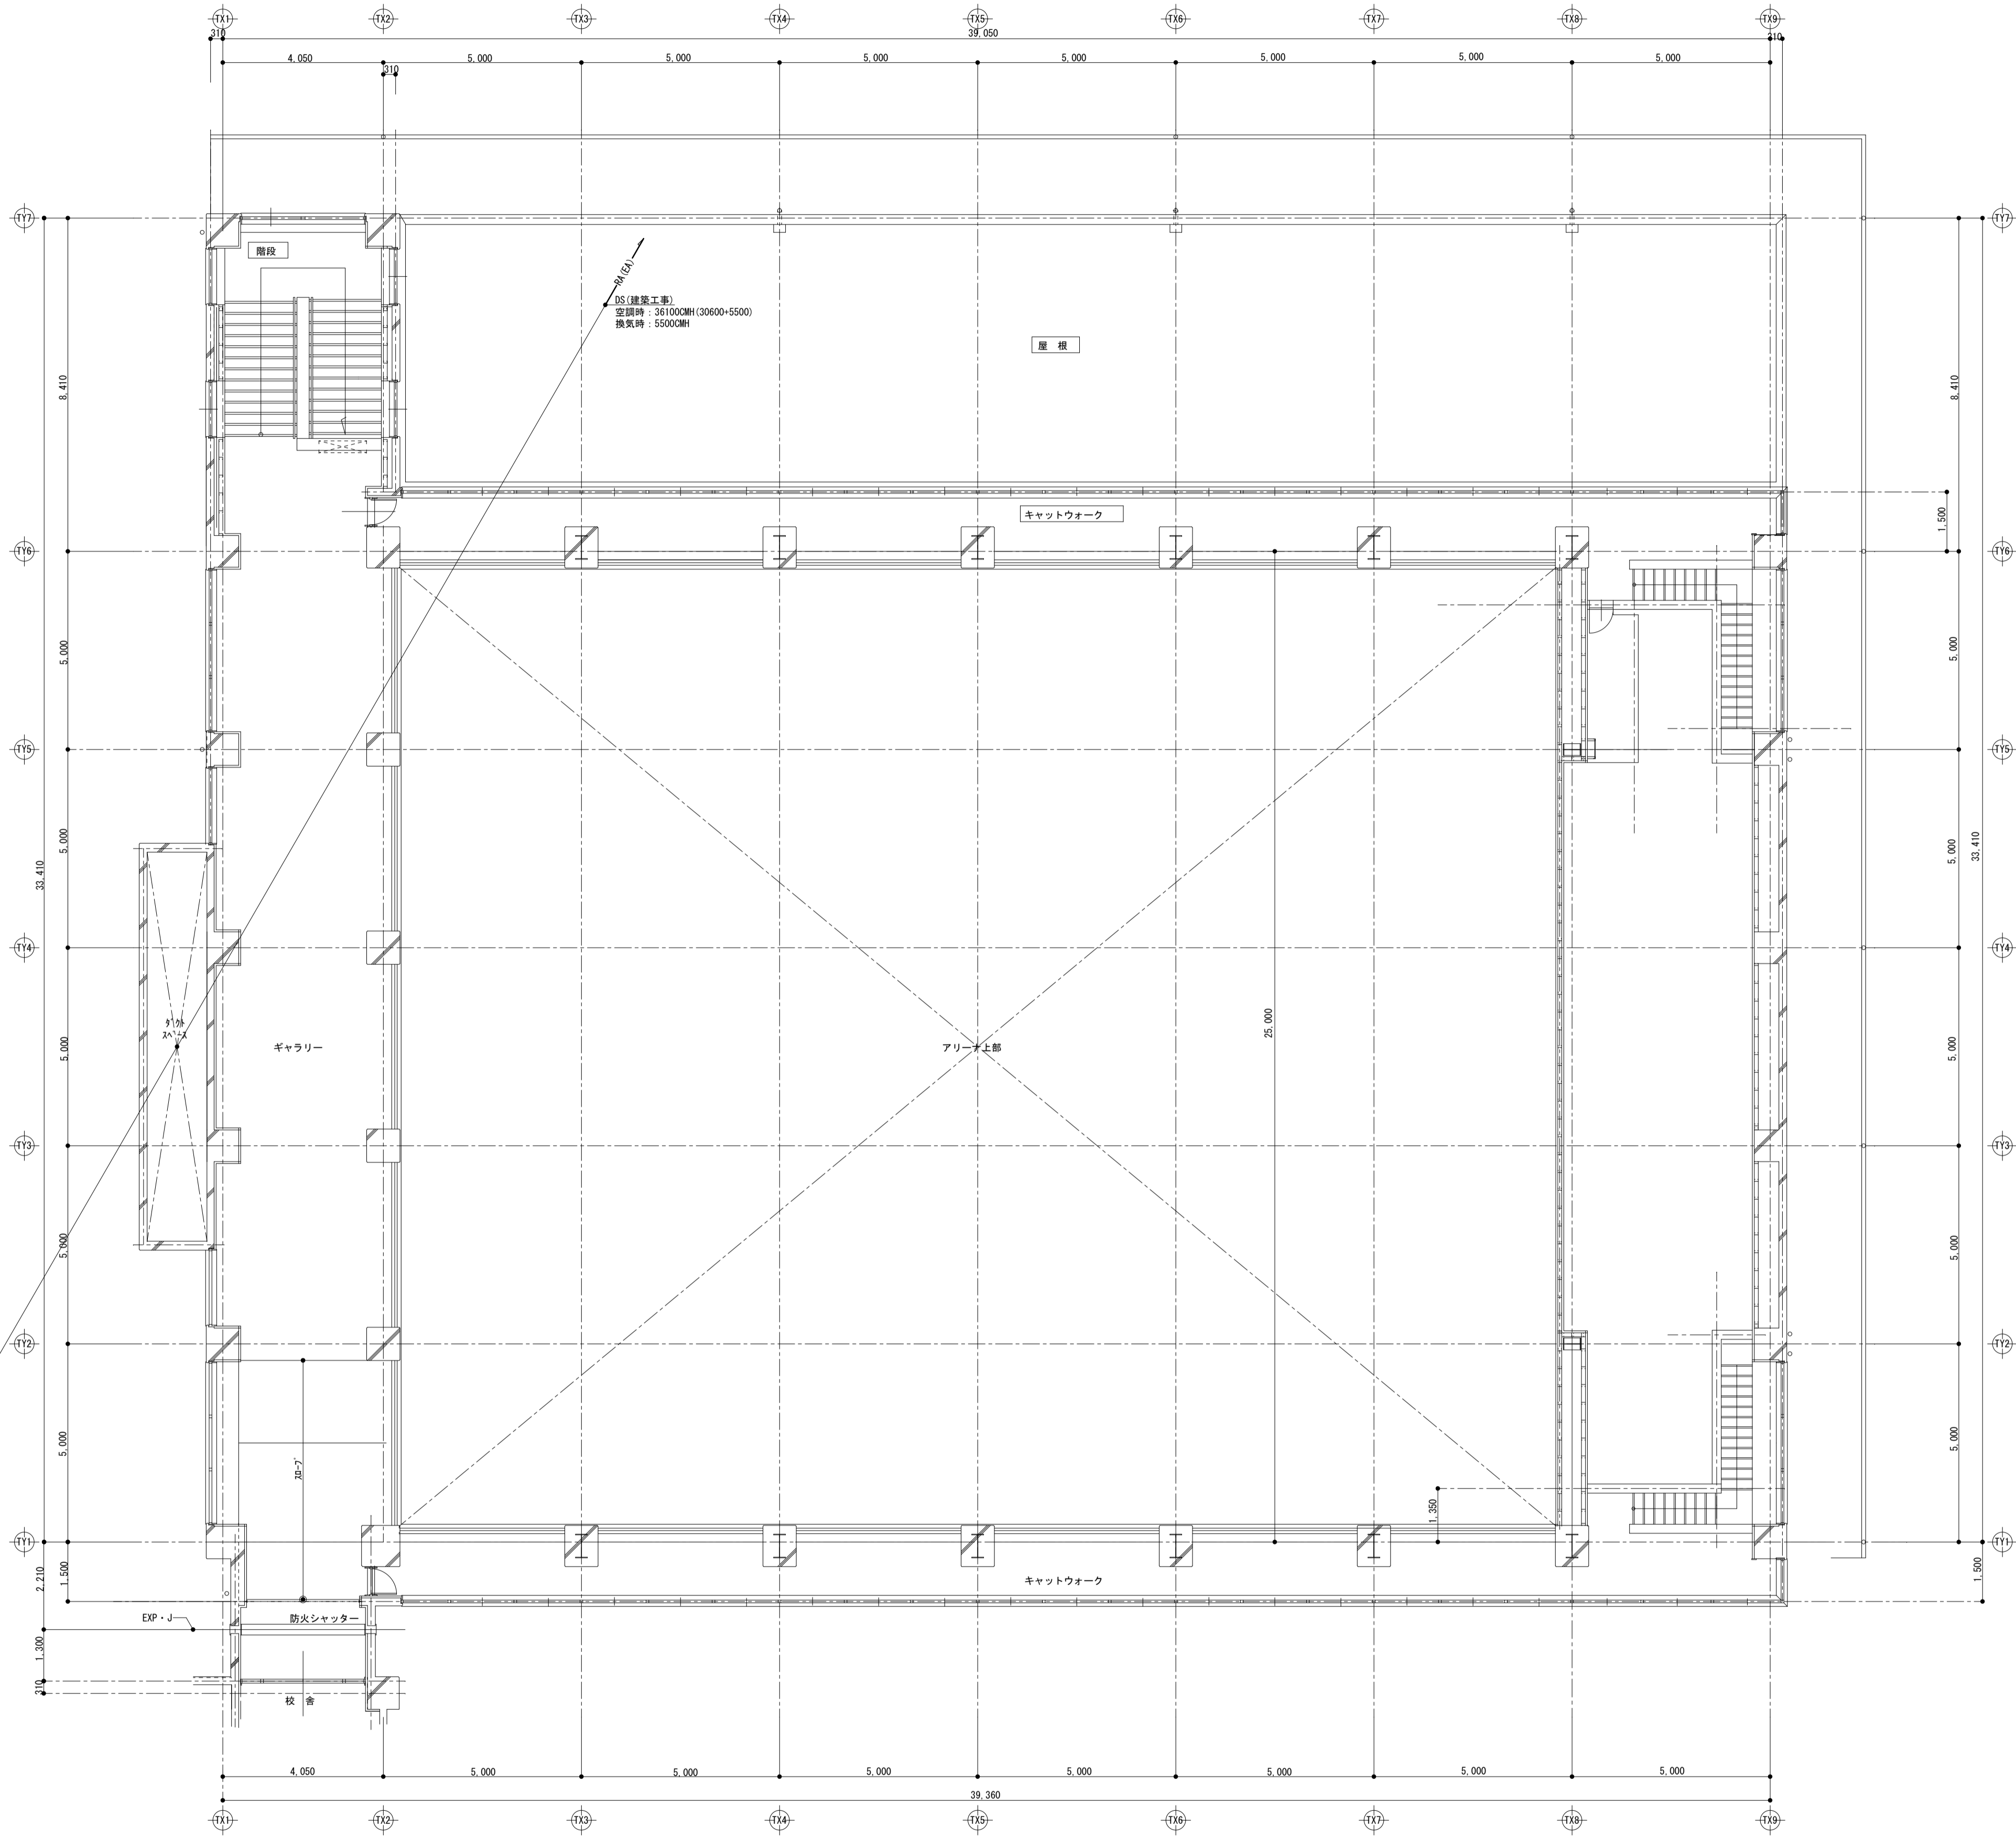 TX1
TX2
TX3
TX4
TX5
TX6
TX7
TX8
TX9
310
39,050
310
4,050
5,000
5,000
5,000
5,000
5,000
5,000
5,000
310
TY7
TY7
階段
RA(EA)
DS(建築工事)
空調時:36100CMH(30600+5500)
換気時:5500CMH
屋 根
8,410
8,410
キャットウォーク
1,500
TY6
TY6
5,000
5,000
TY5
TY5
5,000
5,000
33,410
33,410
TY4
TY4
ダクト
スペース
ギャラリー
アリーナ上部
25,000
5,000
5,000
TY3
TY3
5,000
5,000
TY2
TY2
5,000
5,000
スロープ
1,350
TY1
TY1
2,210
1,500
1,500
キャットウォーク
EXP・J
防火シャッター
1,300
310
校 舎
4,050
5,000
5,000
5,000
5,000
5,000
5,000
5,000
39,360
TX1
TX2
TX3
TX4
TX5
TX6
TX7
TX8
TX9